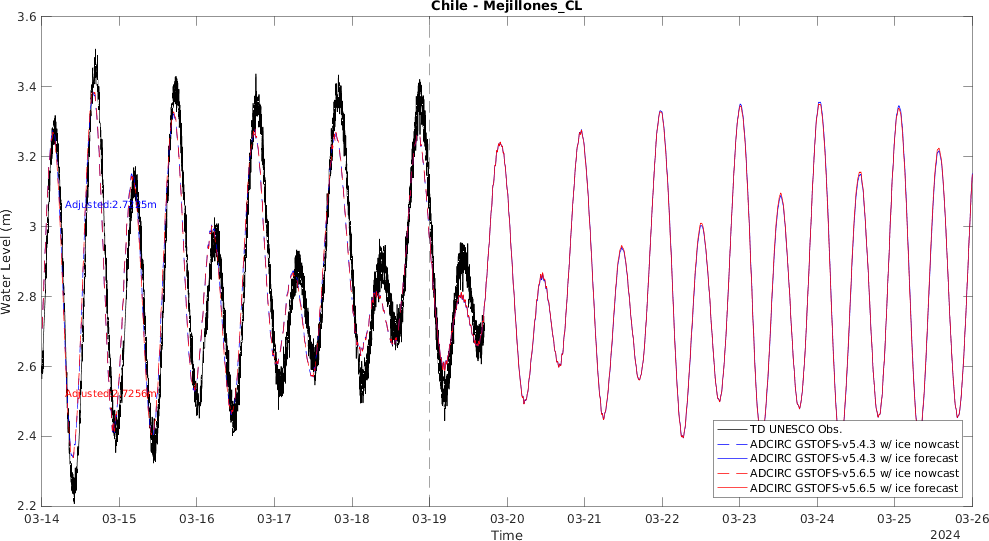 Chile - Mejillones_CL
3.6
3.4
3.2
3
2.8
2.6
2.4
2.2
Water Level (m)
Adjusted:2.7256m
TD UNESCO Obs.
ADCIRC GSTOFS-v5.4.3 w/ ice nowcast
ADCIRC GSTOFS-v5.4.3 w/ ice forecast
ADCIRC GSTOFS-v5.6.5 w/ ice nowcast
ADCIRC GSTOFS-v5.6.5 w/ ice forecast
03-14 03-15 03-16 03-17 03-18 03-19 03-20 03-21 03-22 03-23 03-24 03-25 03-26
Time
2024